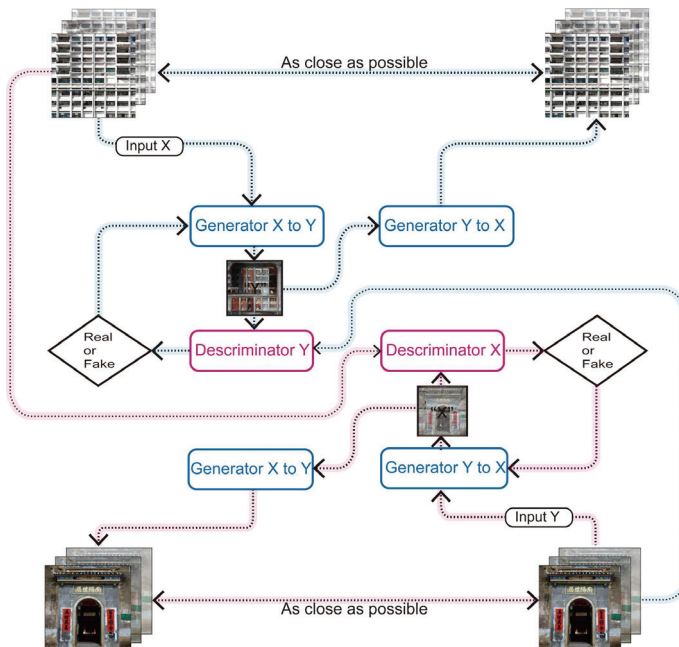 As close as possible
Input X
Generator X to Y
Generator Y to X
Y
Real
or
Fake
Descriminator Y
Descriminator X
Real
or
Fake
"X"
Generator X to Y
Generator Y to X
Input Y
As close as possible